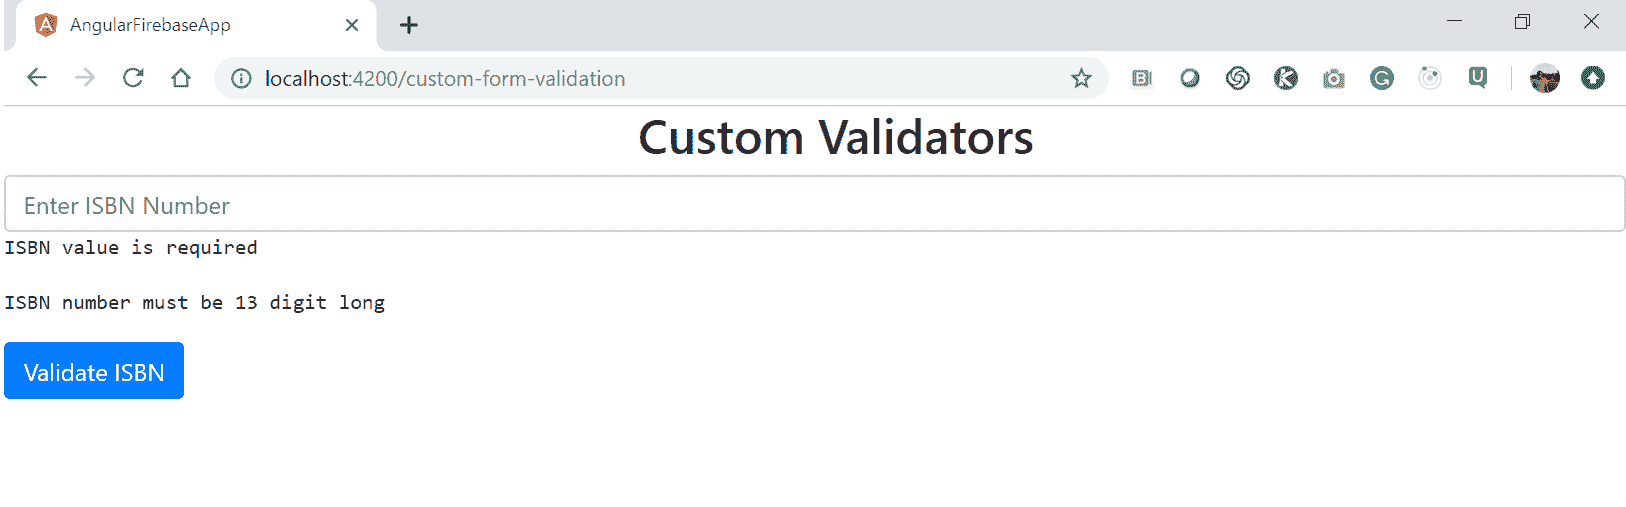 AngularFirebaseApp
localhost:4200/custom-form-validation
Custom Validators
Enter ISBN Number
ISBN value is required
ISBN number must be 13 digit long
Validate ISBN